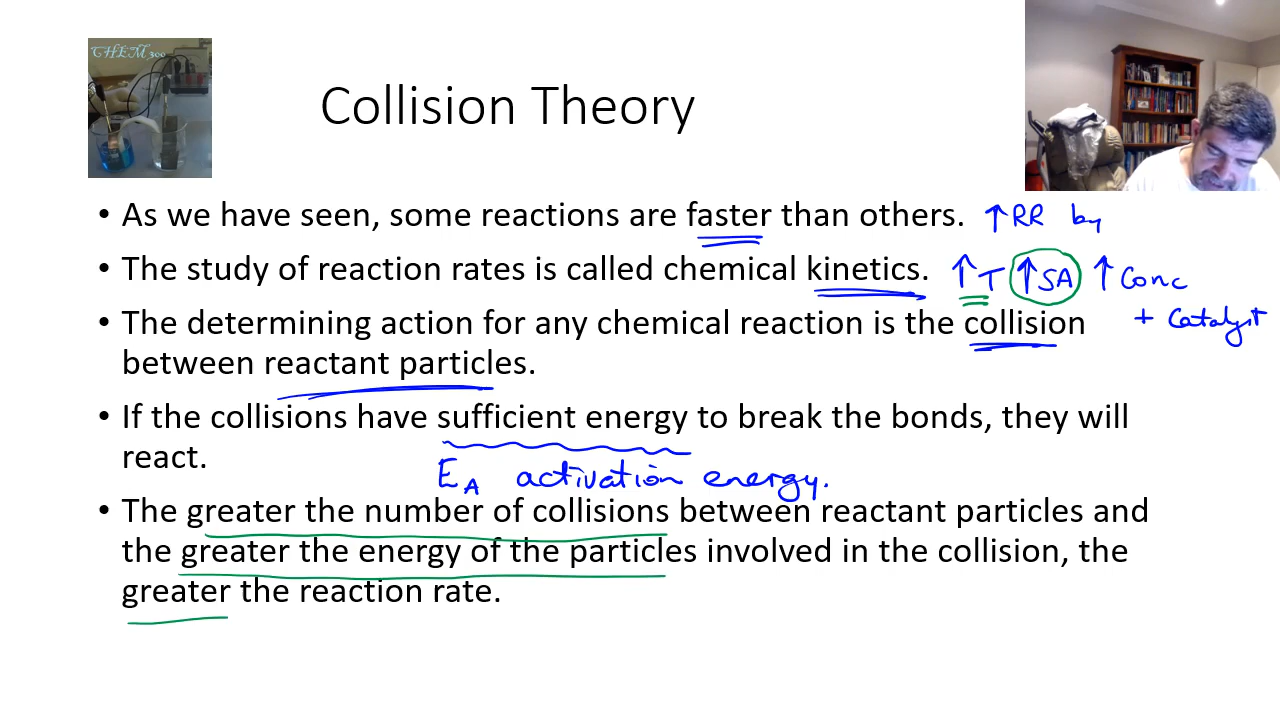 CHEM 300
Collision Theory
• As we have seen, some reactions are faster than others. ↑ RR by
• The study of reaction rates is called chemical kinetics. ↑ T ↑ SA ↑ Conc
+ Catalyst
• The determining action for any chemical reaction is the collision
between reactant particles.
• If the collisions have sufficient energy to break the bonds, they will
react.
EA activation energy.
• The greater the number of collisions between reactant particles and
the greater the energy of the particles involved in the collision, the
greater the reaction rate.